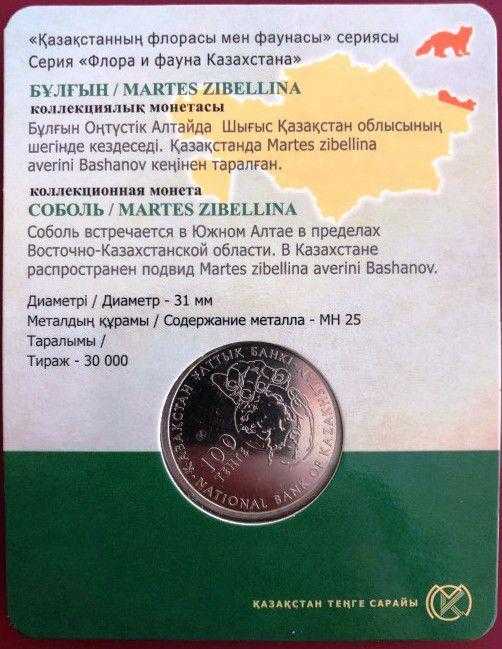 «Қазақстанның флорасы мен фаунасы» сериясы
Серия «Флора и фауна Казахстана»
БҰЛҒЫН / MARTES ZIBELLINA
коллекциялық монетасы
Бұлғын Оңтүстік Алтайда Шығыс Қазақстан облысының
шегінде кездеседі. Қазақстанда Martes zibellina
averini Bashanov кеңінен таралған.
коллекционная монета
СОБОЛЬ / MARTES ZIBELLINA
Соболь встречается в Южном Алтае в пределах
Восточно-Казахстанской области. В Казахстане
распространен подвид Martes zibellina averini Bashanov.
Диаметрі / Диаметр - 31 мм
Металдың құрамы / Содержание металла - МН 25
Таралымы /
Тираж - 30 000
ҚАЗАҚСТАН ҰЛТТЫҚ БАНКІ
100
ТЕҢГЕ
NATIONAL BANK OF KAZAKHSTAN
ҚАЗАҚСТАН ТЕҢГЕ САРАЙЫ